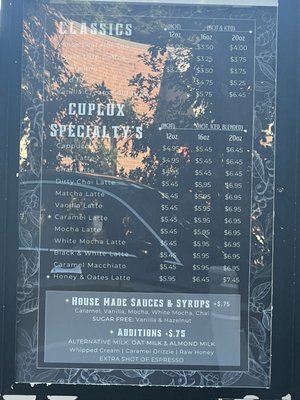 CLASSICS
(HOT) (HOT & ICED)
12oz 16oz 20oz
$3.50 $4.00
$3.25 $3.75
$3.50 $3.75
$4.75 $5.25
$5.75 $6.45
CUPLUX
SPECIALTY'S
(HOT) (HOT, ICED, BLENDED)
12oz 16oz 20oz
Cappuccino $4.95 $5.45 $6.45
Latte $4.95 $5.45 $6.45
Chai Latte $5.45 $6.45
Dirty Chai Latte $5.45 $5.95 $6.95
Matcha Latte $5.45 $5.95 $6.95
Vanilla Latte $5.45 $5.95 $6.95
Caramel Latte $5.45 $5.95 $6.95
Mocha Latte $5.45 $5.95 $6.95
White Mocha Latte $5.45 $5.95 $6.95
Black & White Latte $5.45 $5.95 $6.95
Caramel Macchiato $5.45 $5.95 $6.95
Honey & Oates Latte $5.95 $6.45 $7.45
HOUSE MADE SAUCES & SYRUPS +$.75
Caramel, Vanilla, Mocha, White Mocha, Chai
SUGAR FREE: Vanilla & Hazelnut
ADDITIONS +$.75
ALTERNATIVE MILK: OAT MILK & ALMOND MILK
Whipped Cream | Caramel Drizzle | Raw Honey
EXTRA SHOT OF ESPRESSO